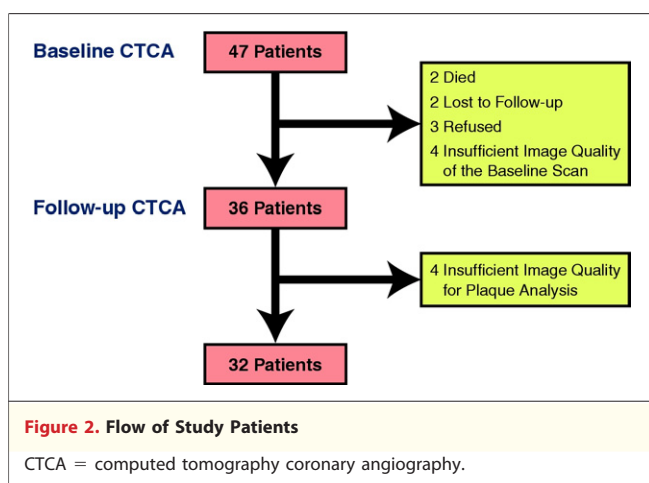 Baseline CTCA
47 Patients
2 Died
2 Lost to Follow-up
3 Refused
4 Insufficient Image Quality
of the Baseline Scan
Follow-up CTCA
36 Patients
4 Insufficient Image Quality
for Plaque Analysis
32 Patients
Figure 2. Flow of Study Patients
CTCA = computed tomography coronary angiography.